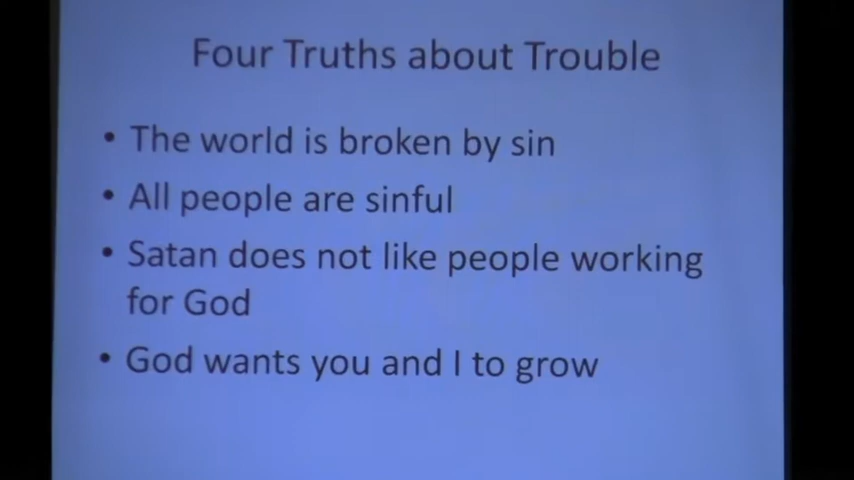 Four Truths about Trouble
• The world is broken by sin
• All people are sinful
• Satan does not like people working
for God
• God wants you and I to grow